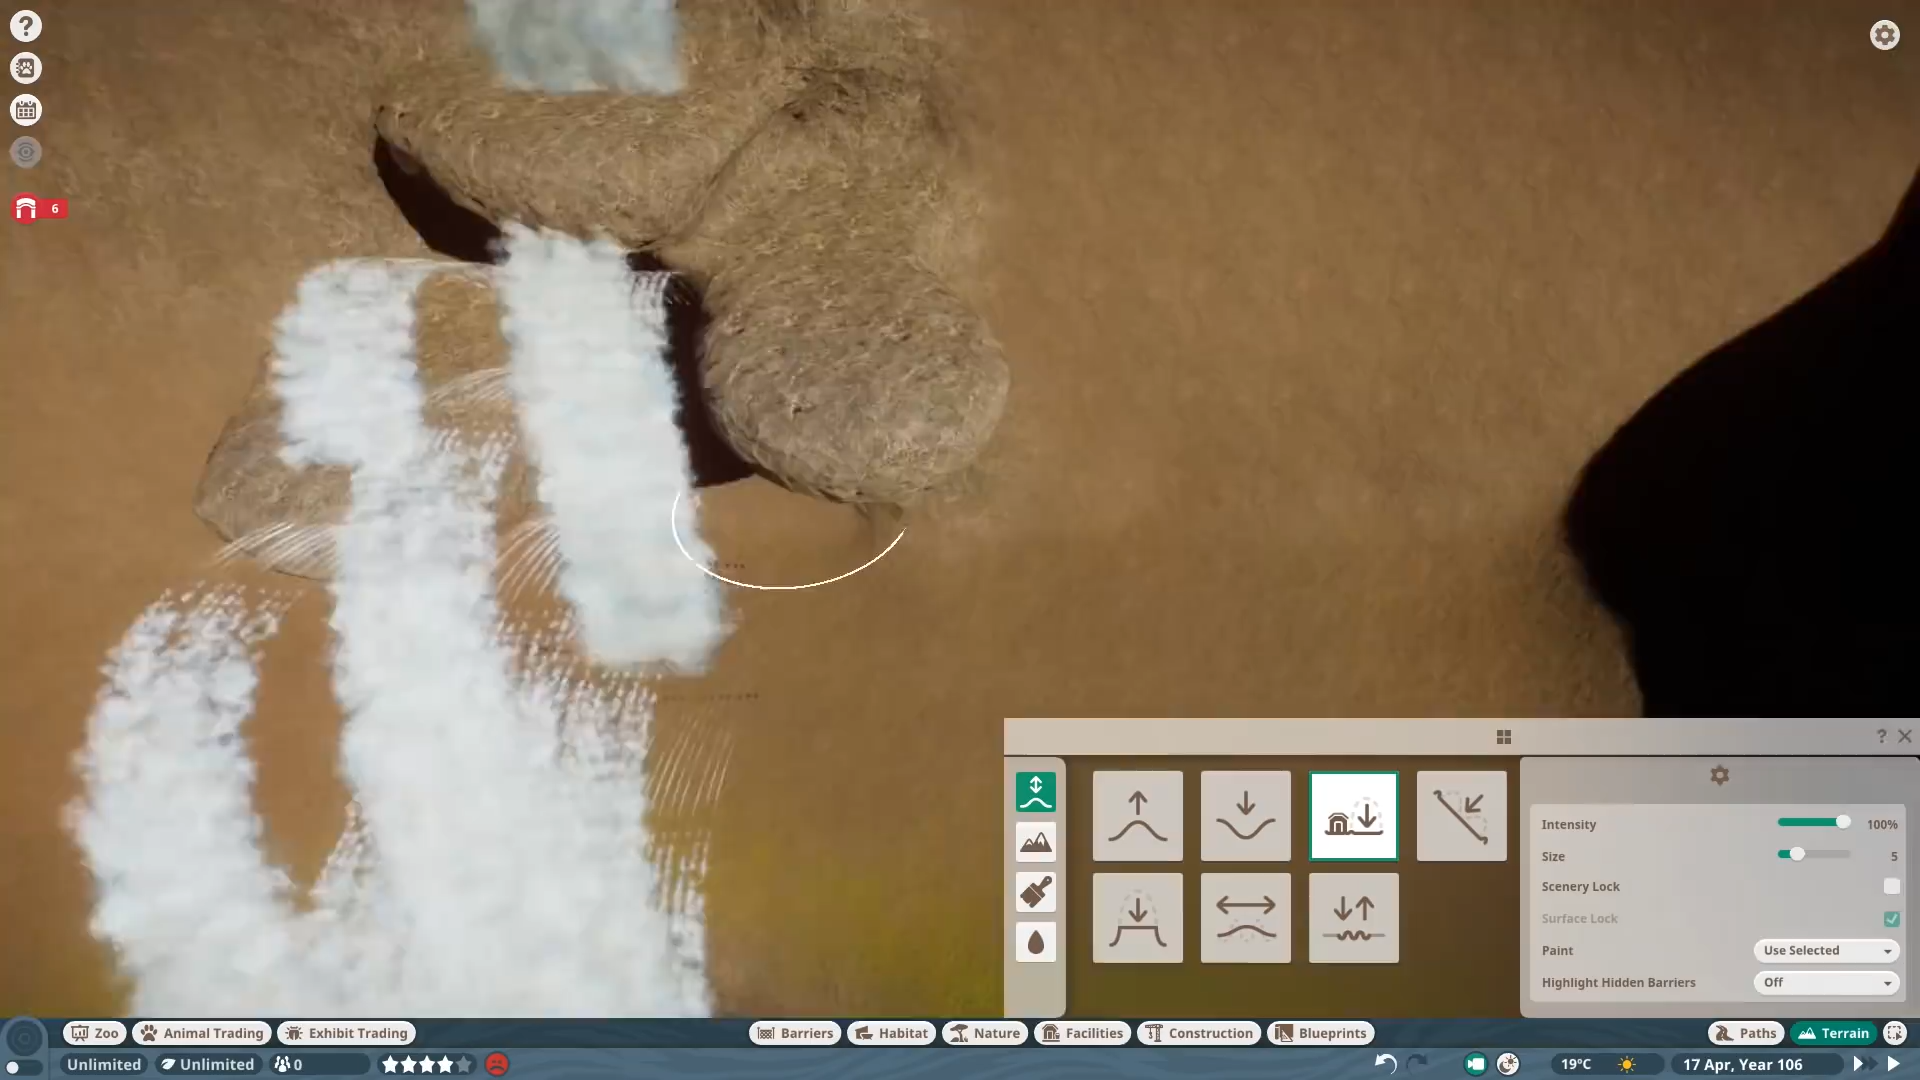 ?
6
?
Intensity 100%
Size 5
Scenery Lock
Surface Lock
Paint Use Selected
Highlight Hidden Barriers Off
Zoo Animal Trading Exhibit Trading Barriers Habitat Nature Facilities Construction Blueprints Paths Terrain
Unlimited Unlimited 0 19°C 17 Apr, Year 106